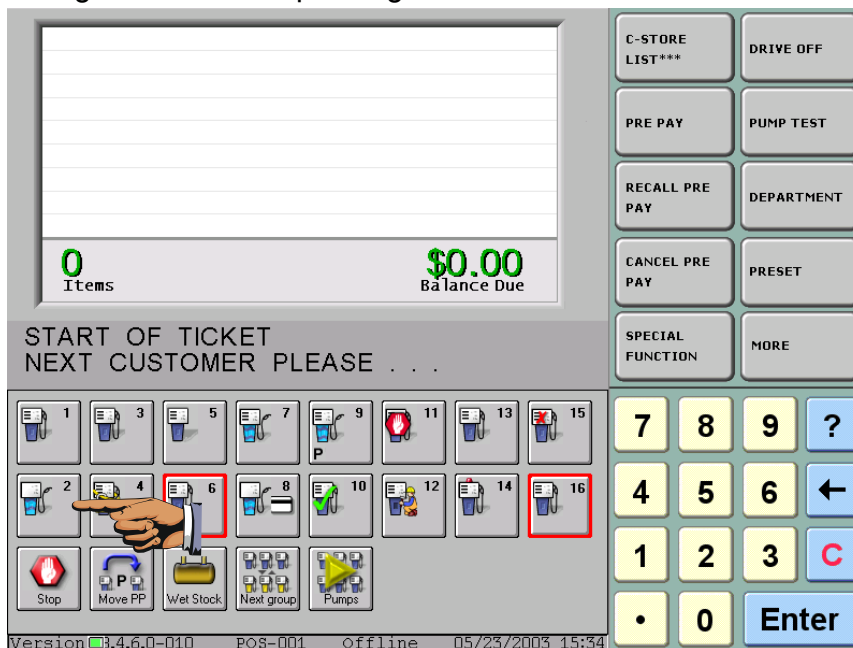 C-STORE
LIST***
DRIVE OFF
PRE PAY
PUMP TEST
RECALL PRE
PAY
DEPARTMENT
0
Items
$0.00
Balance Due
CANCEL PRE
PAY
PRESET
START OF TICKET
NEXT CUSTOMER PLEASE . . .
SPECIAL
FUNCTION
MORE
1
3
5
7
9
P
11
13
15
7
8
9
?
2
4
6
8
10
12
14
16
4
5
6
←
Stop
P
Move PP
Wet Stock
Next group
Pumps
1
2
3
C
•
0
Enter
Version 3.4.6.0-010 POS-001 Offline 05/23/2003 15:34